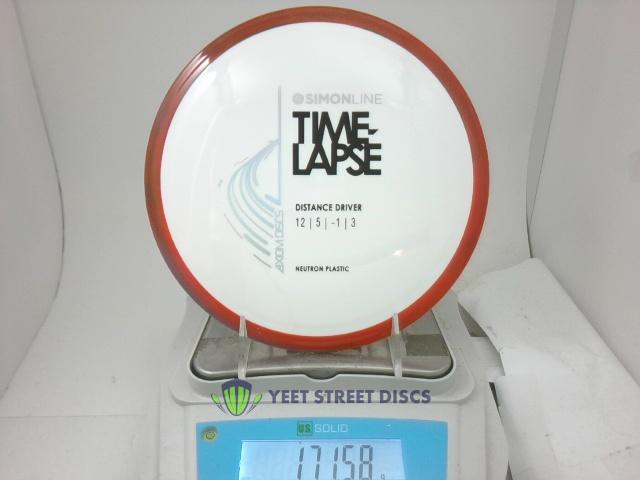 SIMONLINE
TIME-
LAPSE
DISTANCE DRIVER
12 | 5 | -1 | 3
AXIOM DISCS
NEUTRON PLASTIC
YEET STREET DISCS
US SOLID
171.58 g